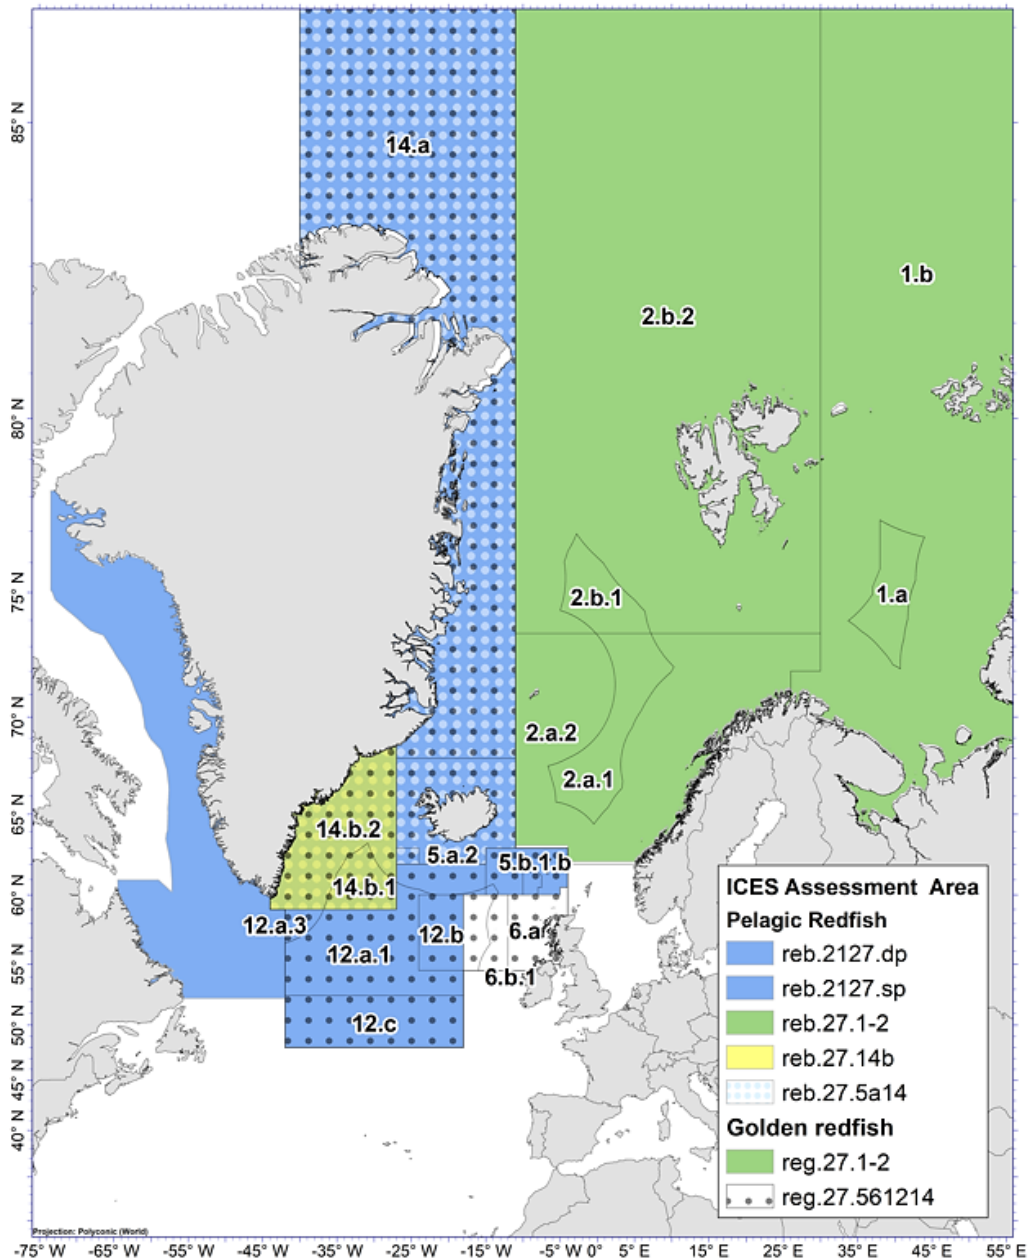 85° N
80° N
75° N
70° N
65° N
60° N
55° N
50° N
45° N
40° N
14.a
1.b
2.b.2
2.b.1
1.a
2.a.2
2.a.1
14.b.2
5.a.2
5.b.1.b
14.b.1
12.a.3
12.b
6.a
12.a.1
6.b.1
12.c
ICES Assessment Area
Pelagic Redfish
reb.2127.dp
reb.2127.sp
reb.27.1-2
reb.27.14b
reb.27.5a14
Golden redfish
reg.27.1-2
reg.27.561214
Projection: Polyconic (World)
-75° W -65° W -55° W -45° W -35° W -25° W -15° W -5° W 0° 5° E 15° E 25° E 35° E 45° E 55° E